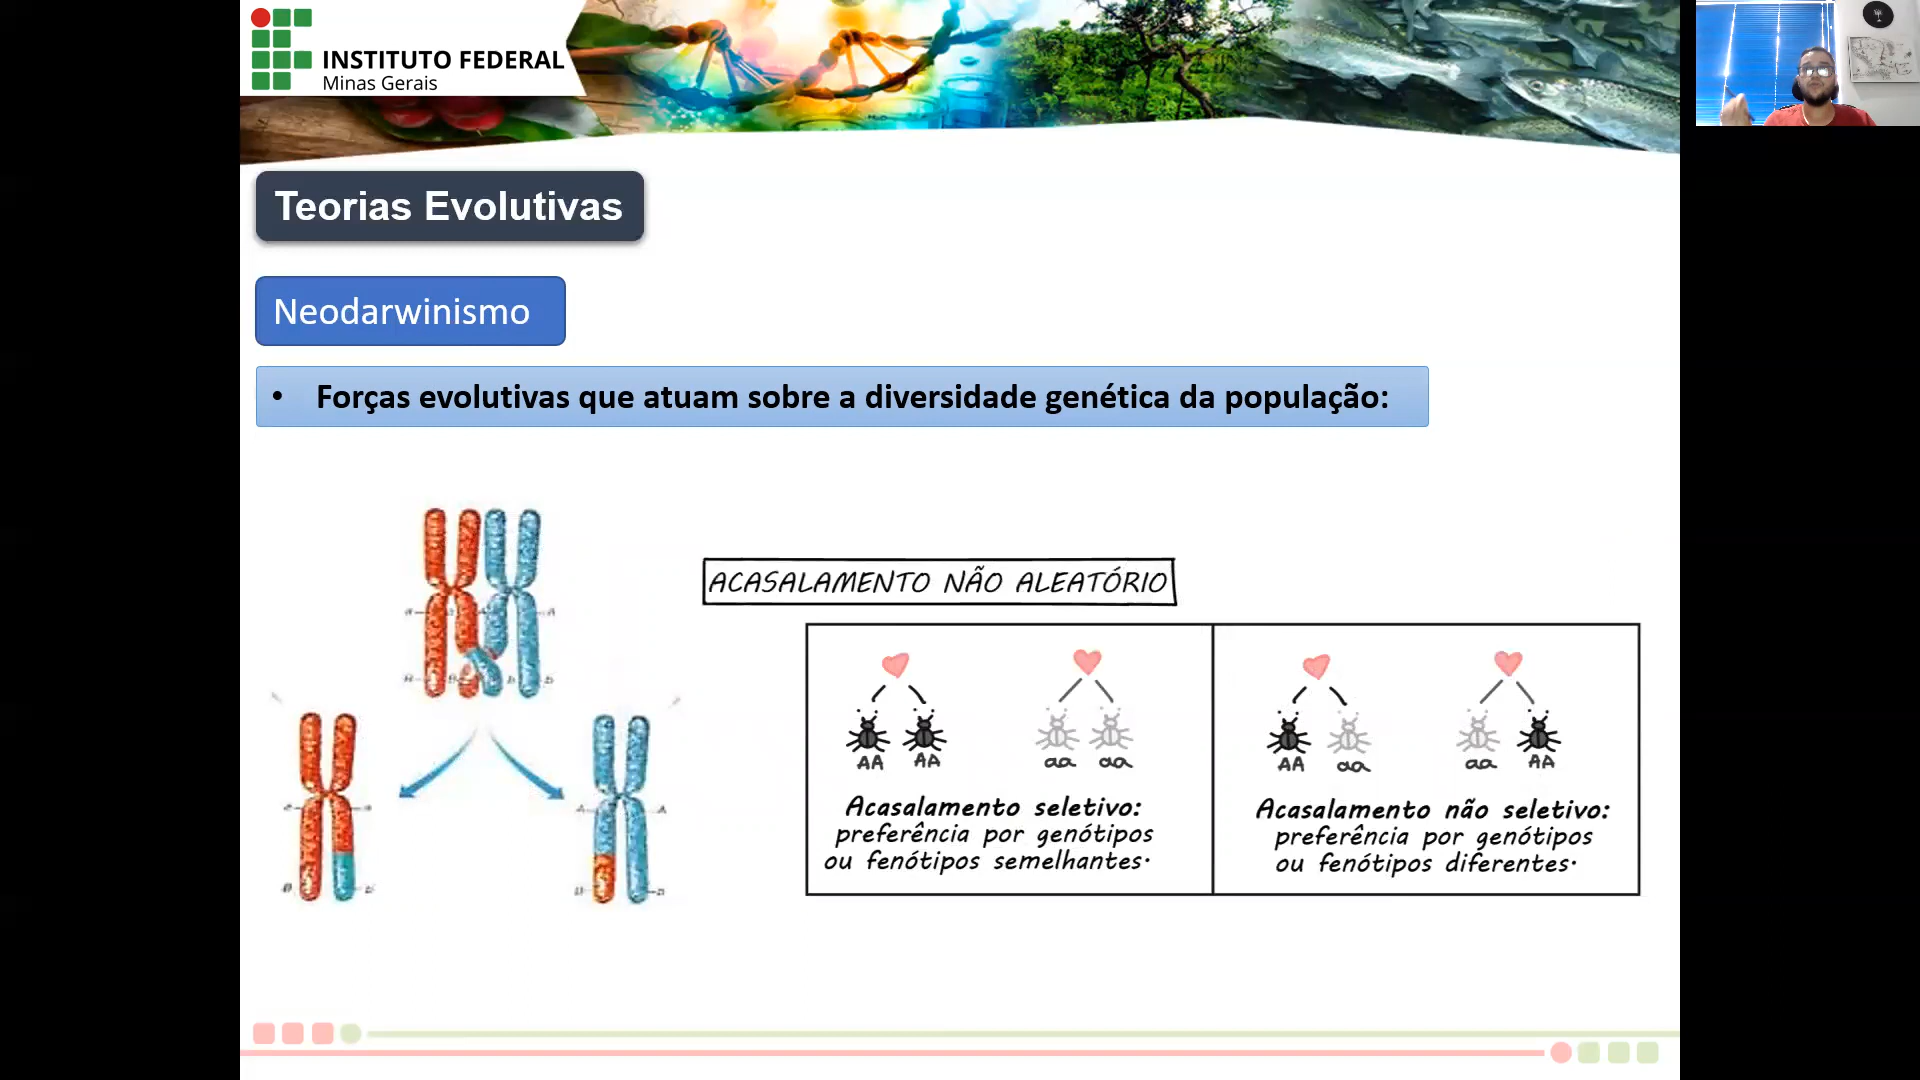 INSTITUTO FEDERAL
Minas Gerais
Teorias Evolutivas
Neodarwinismo
• Forças evolutivas que atuam sobre a diversidade genética da população:
ACASALAMENTO NÃO ALEATÓRIO
AA AA aa aa
Acasalamento seletivo:
preferência por genótipos
ou fenótipos semelhantes.
AA aa aa AA
Acasalamento não seletivo:
preferência por genótipos
ou fenótipos diferentes.